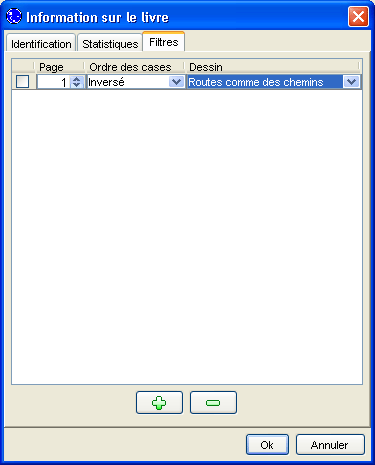 Information sur le livre
Identification Statistiques Filtres
Page Ordre des cases Dessin
1 Inversé Routes comme des chemins
Ok Annuler